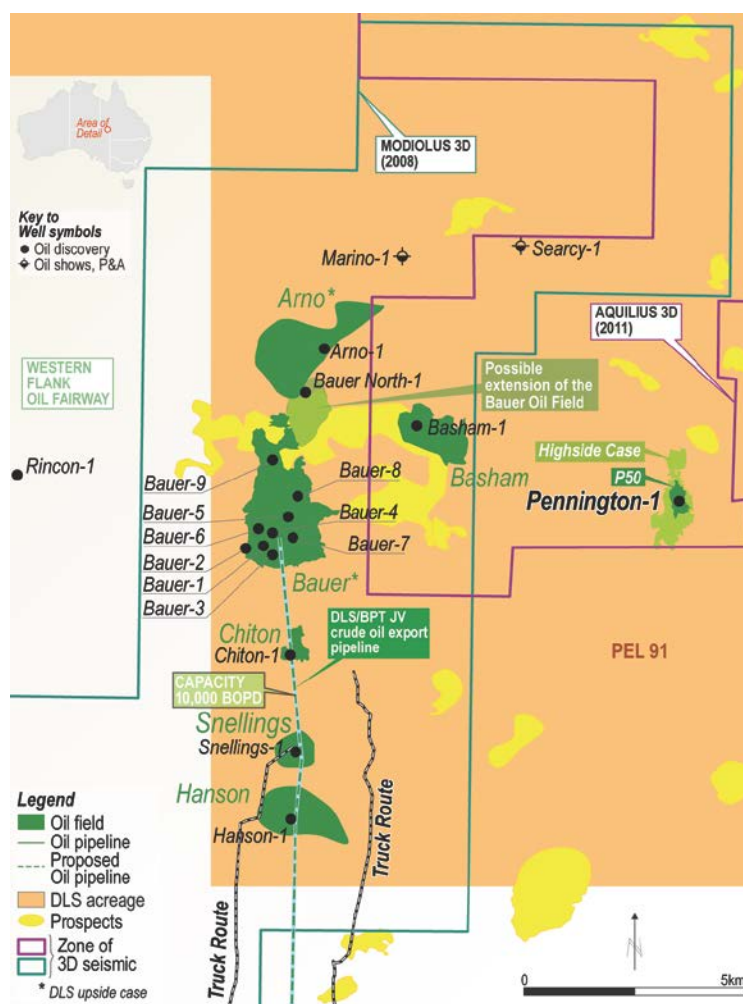 Area of
Detail
MODIOLUS 3D
(2008)
Key to
Well symbols
Oil discovery
Oil shows, P&A
Marino-1
Searcy-1
Arno*
AQUILIUS 3D
(2011)
WESTERN
FLANK
OIL FAIRWAY
Arno-1
Bauer North-1
Possible
extension of the
Bauer Oil Field
Basham-1
Basham
Rincon-1
Highside Case
P50
Pennington-1
Bauer-9
Bauer-8
Bauer-5
Bauer-4
Bauer-6
Bauer-7
Bauer-2
Bauer-1
Bauer-3
Bauer*
Chiton
Chiton-1
DLS/BPT JV
crude oil export
pipeline
PEL 91
CAPACITY
10,000 BOPD
Snellings
Snellings-1
Hanson
Hanson-1
Truck Route
Truck Route
Legend
Oil field
Oil pipeline
Proposed
Oil pipeline
DLS acreage
Prospects
Zone of
3D seismic
* DLS upside case
N
0 5km